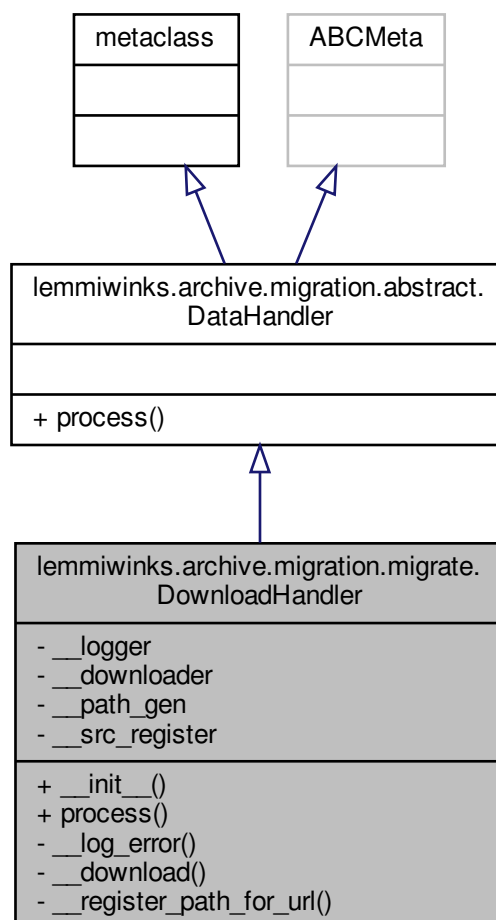 metaclass
ABCMeta
lemmiwinks.archive.migration.abstract.
DataHandler
+ process()
lemmiwinks.archive.migration.migrate.
DownloadHandler
- __logger
- __downloader
- __path_gen
- __src_register
+ __init__()
+ process()
- __log_error()
- __download()
- __register_path_for_url()